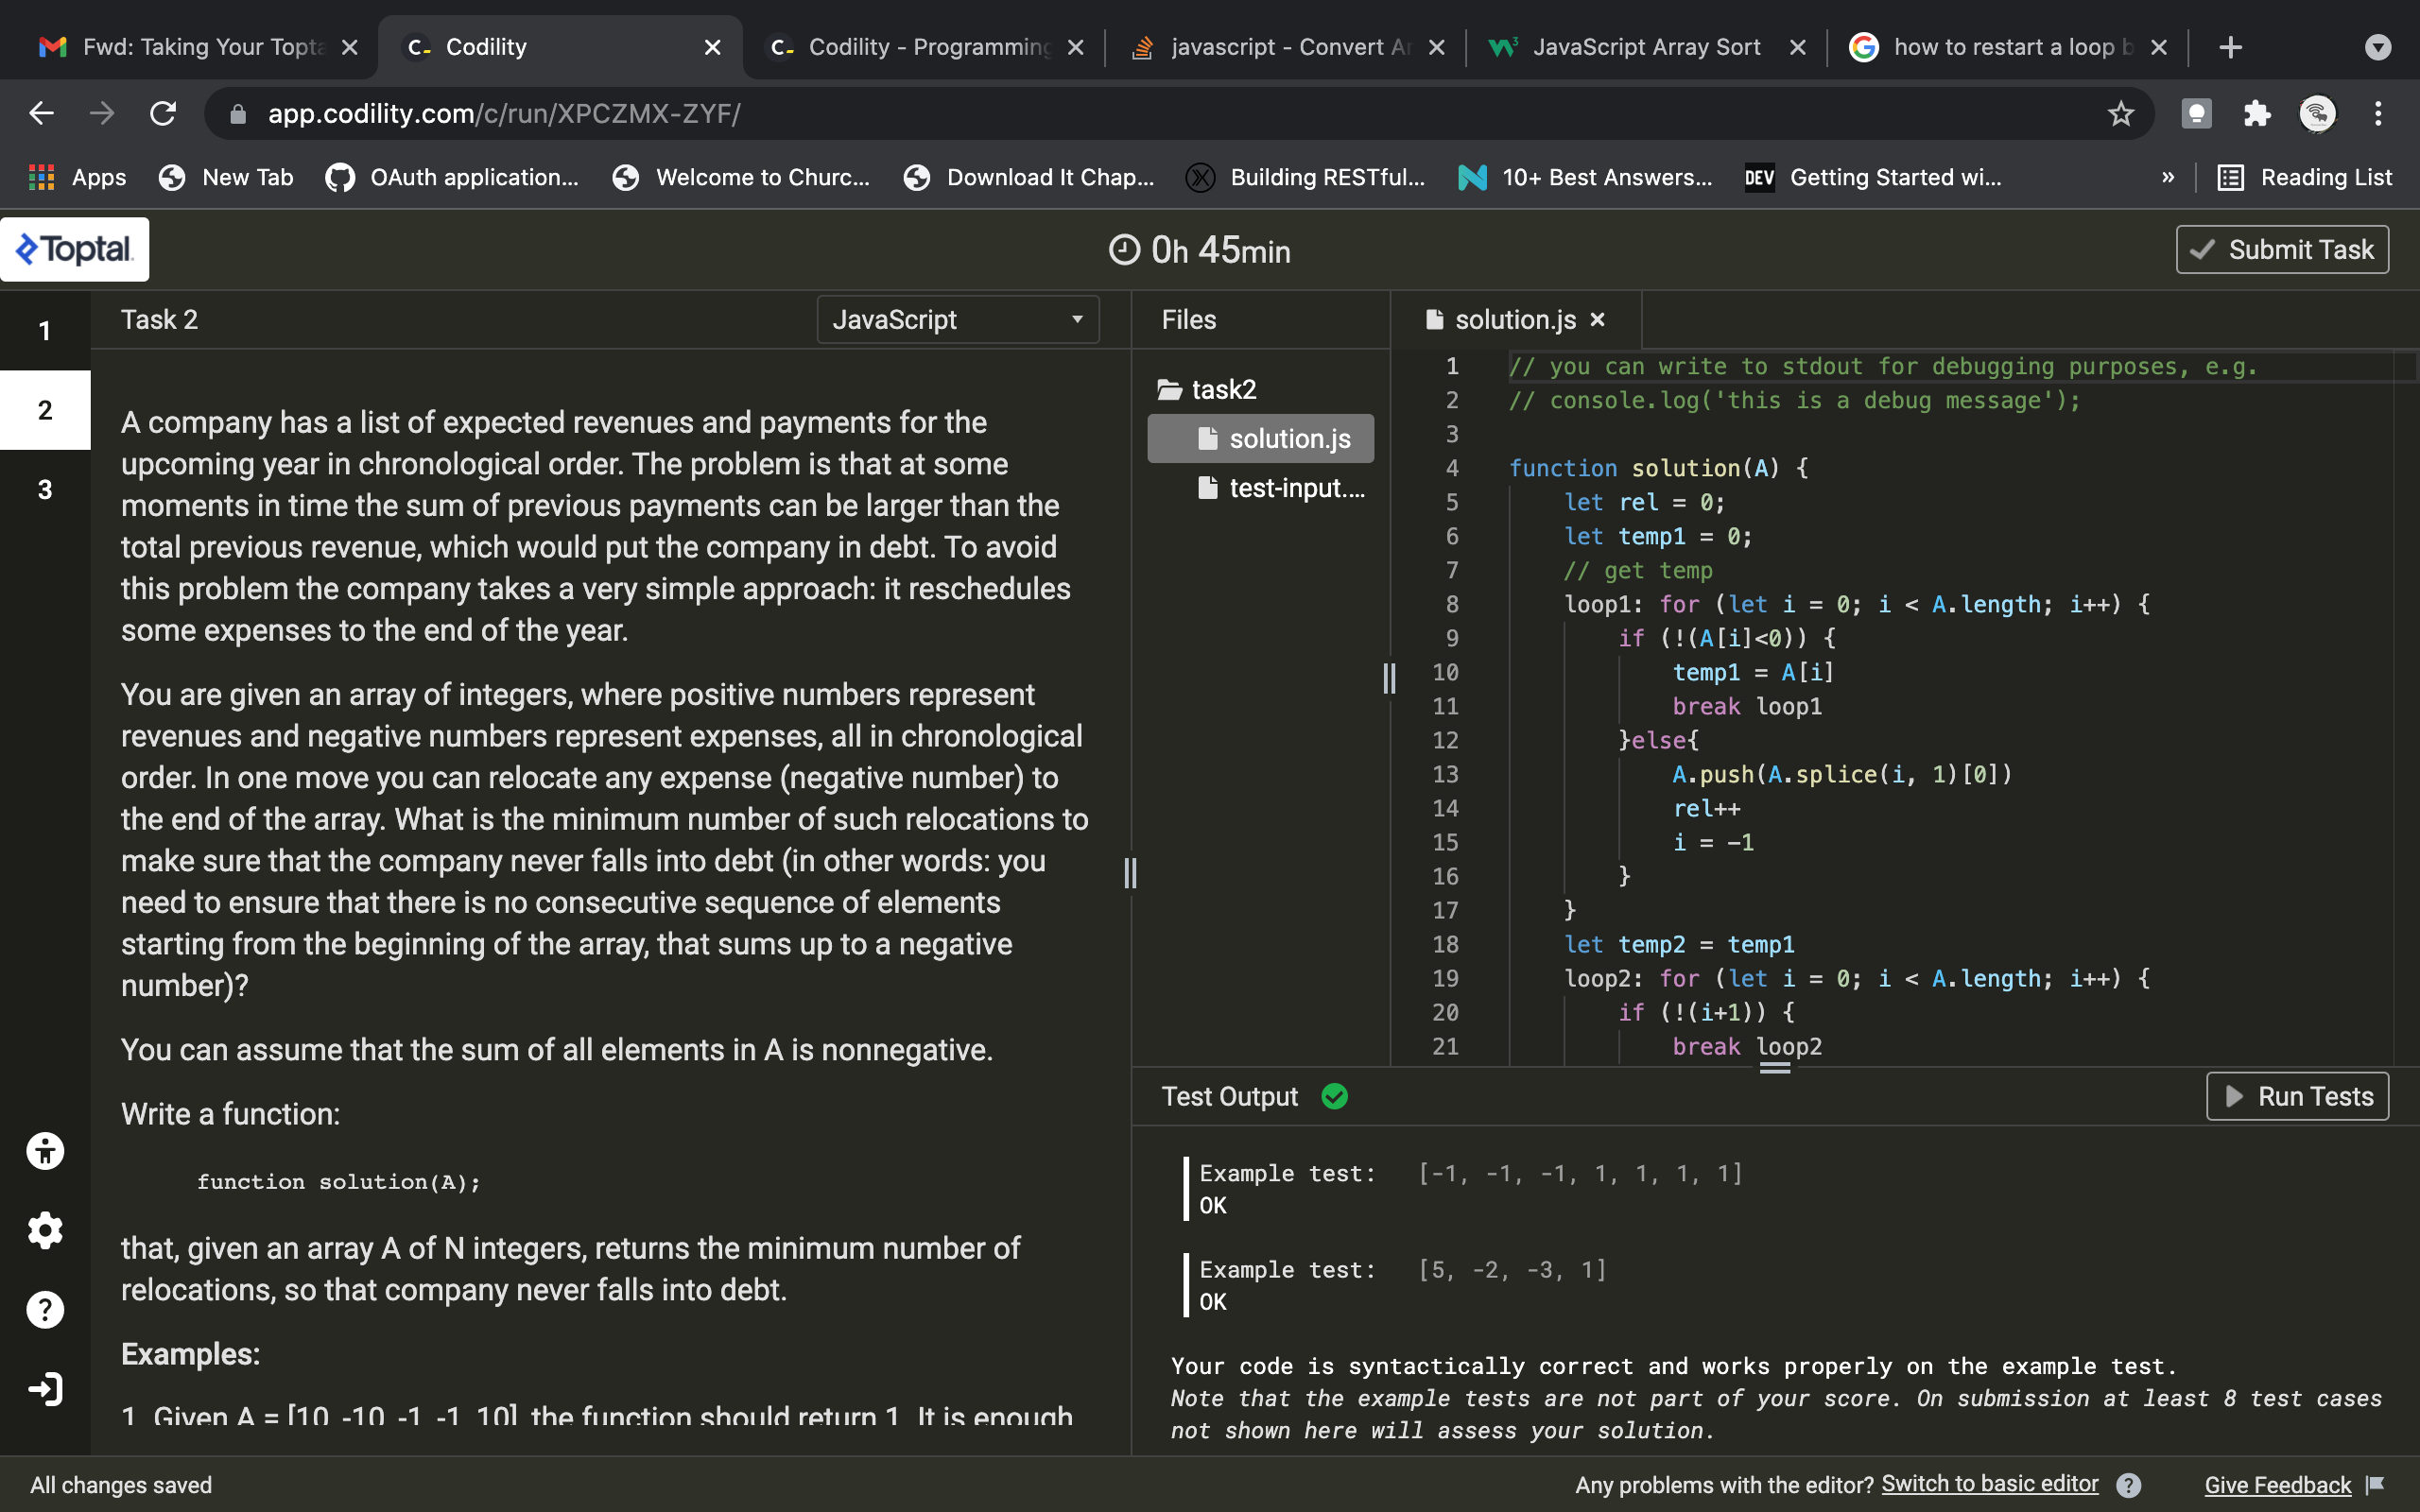 Fwd: Taking Your Topta
Codility
Codility - Programming
javascript - Convert Ar
JavaScript Array Sort
how to restart a loop b
app.codility.com/c/run/XPCZMX-ZYF/
Apps
New Tab
OAuth application...
Welcome to Churc...
Download It Chap...
Building RESTful...
10+ Best Answers...
DEV
Getting Started wi...
»
Reading List
Toptal
0h 45min
Submit Task
1
2
3
Task 2
JavaScript
A company has a list of expected revenues and payments for the
upcoming year in chronological order. The problem is that at some
moments in time the sum of previous payments can be larger than the
total previous revenue, which would put the company in debt. To avoid
this problem the company takes a very simple approach: it reschedules
some expenses to the end of the year.
You are given an array of integers, where positive numbers represent
revenues and negative numbers represent expenses, all in chronological
order. In one move you can relocate any expense (negative number) to
the end of the array. What is the minimum number of such relocations to
make sure that the company never falls into debt (in other words: you
need to ensure that there is no consecutive sequence of elements
starting from the beginning of the array, that sums up to a negative
number)?
You can assume that the sum of all elements in A is nonnegative.
Write a function:
function solution(A);
that, given an array A of N integers, returns the minimum number of
relocations, so that company never falls into debt.
Examples:
1. Given A = [10, -10, -1, -1, 10], the function should return 1. It is enough
Files
task2
solution.js
test-input....
solution.js
1 // you can write to stdout for debugging purposes, e.g.
2 // console.log('this is a debug message');
3
4 function solution(A) {
5 let rel = 0;
6 let temp1 = 0;
7 // get temp
8 loop1: for (let i = 0; i < A.length; i++) {
9 if (!(A[i]<0)) {
10 temp1 = A[i]
11 break loop1
12 }else{
13 A.push(A.splice(i, 1)[0])
14 rel++
15 i = -1
16 }
17 }
18 let temp2 = temp1
19 loop2: for (let i = 0; i < A.length; i++) {
20 if (!(i+1)) {
21 break loop2
Test Output
Run Tests
Example test: [-1, -1, -1, 1, 1, 1, 1]
OK
Example test: [5, -2, -3, 1]
OK
Your code is syntactically correct and works properly on the example test.
Note that the example tests are not part of your score. On submission at least 8 test cases
not shown here will assess your solution.
All changes saved
Any problems with the editor? Switch to basic editor
Give Feedback